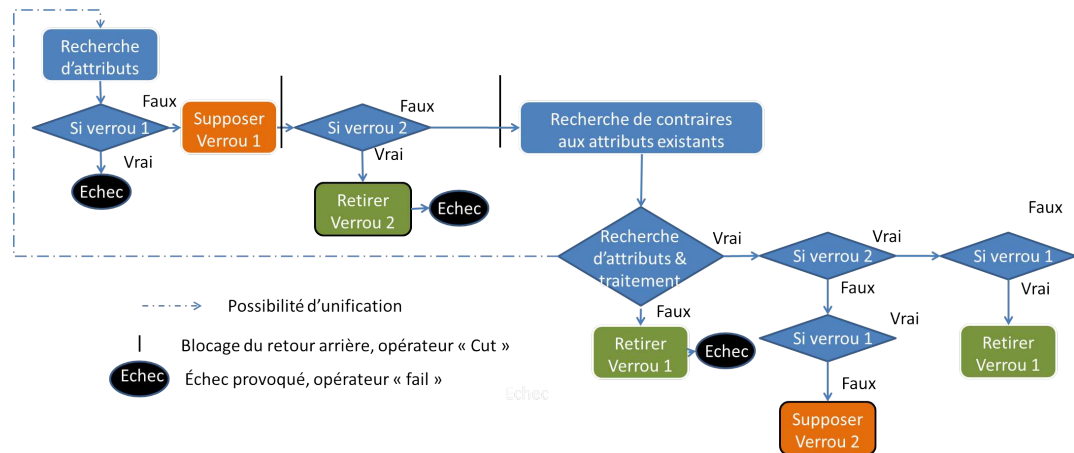 Recherche
d'attributs
Si verrou 1
Faux
Vrai
Echec
Supposer
Verrou 1
Si verrou 2
Faux
Vrai
Retirer
Verrou 2
Echec
Recherche de contraires
aux attributs existants
Recherche
d'attributs &
traitement
Vrai
Faux
Retirer
Verrou 1
Echec
Si verrou 2
Vrai
Faux
Si verrou 1
Vrai
Faux
Supposer
Verrou 2
Si verrou 1
Faux
Vrai
Retirer
Verrou 1
Possibilité d'unification
Blocage du retour arrière, opérateur « Cut »
Echec
Échec provoqué, opérateur « fail »
Echec